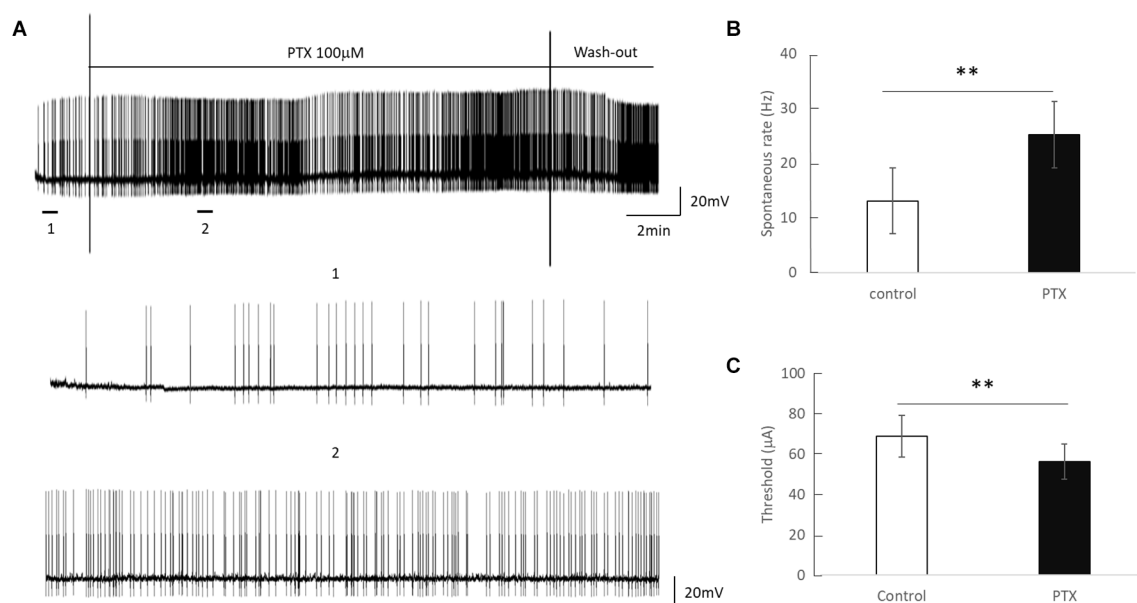 A
PTX 100μM
Wash-out
1
2
20mV
2min
1
2
20mV
B
Spontaneous rate (Hz)
40
30
20
10
0
**
control
PTX
C
Threshold (μA)
100
80
60
40
20
0
**
Control
PTX